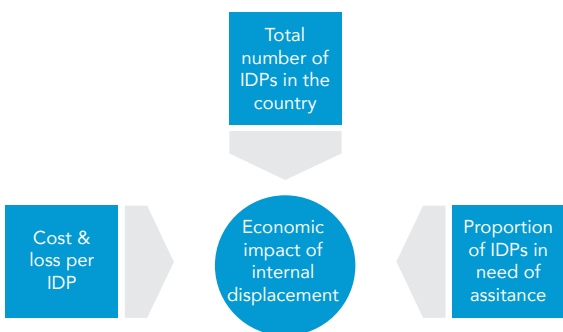 Total
number of
IDPs in the
country
Cost &
loss per
IDP
Economic
impact of
internal
displacement
Proportion
of IDPs in
need of
assitance